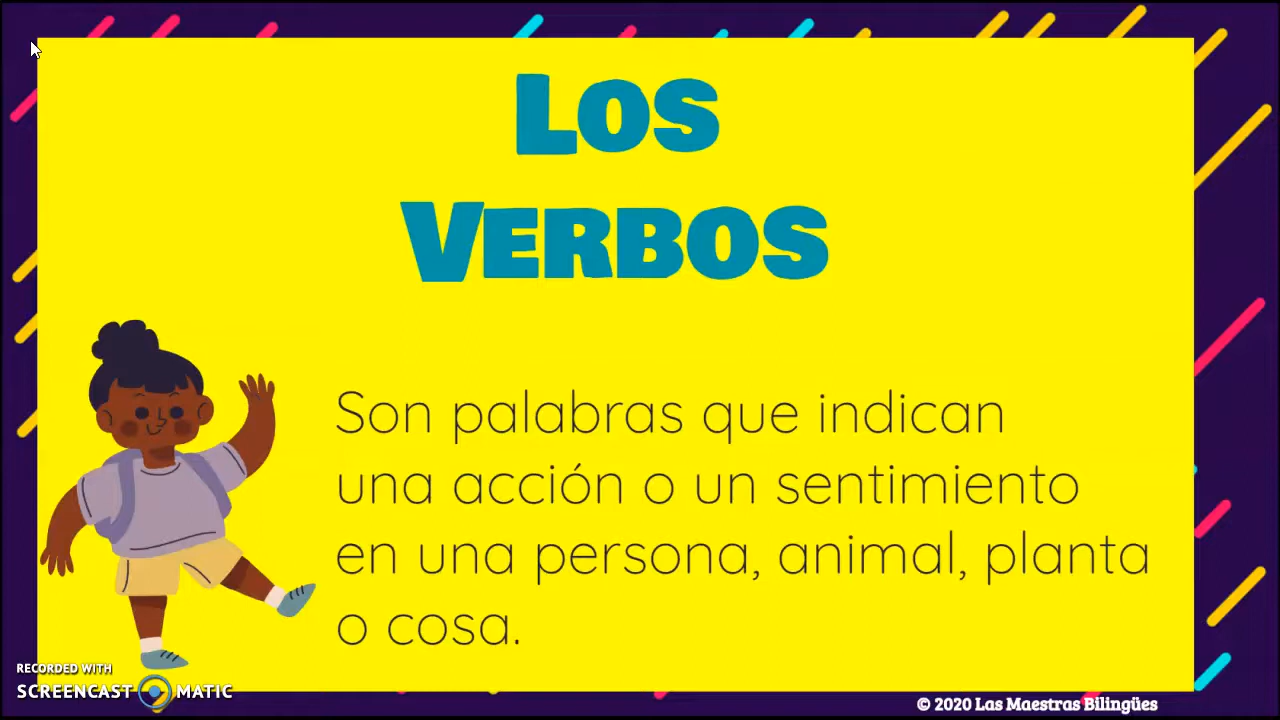 Los
Verbos
Son palabras que indican
una acción o un sentimiento
en una persona, animal, planta
o cosa.
RECORDED WITH
SCREENCAST MATIC
© 2020 Las Maestras Bilingües